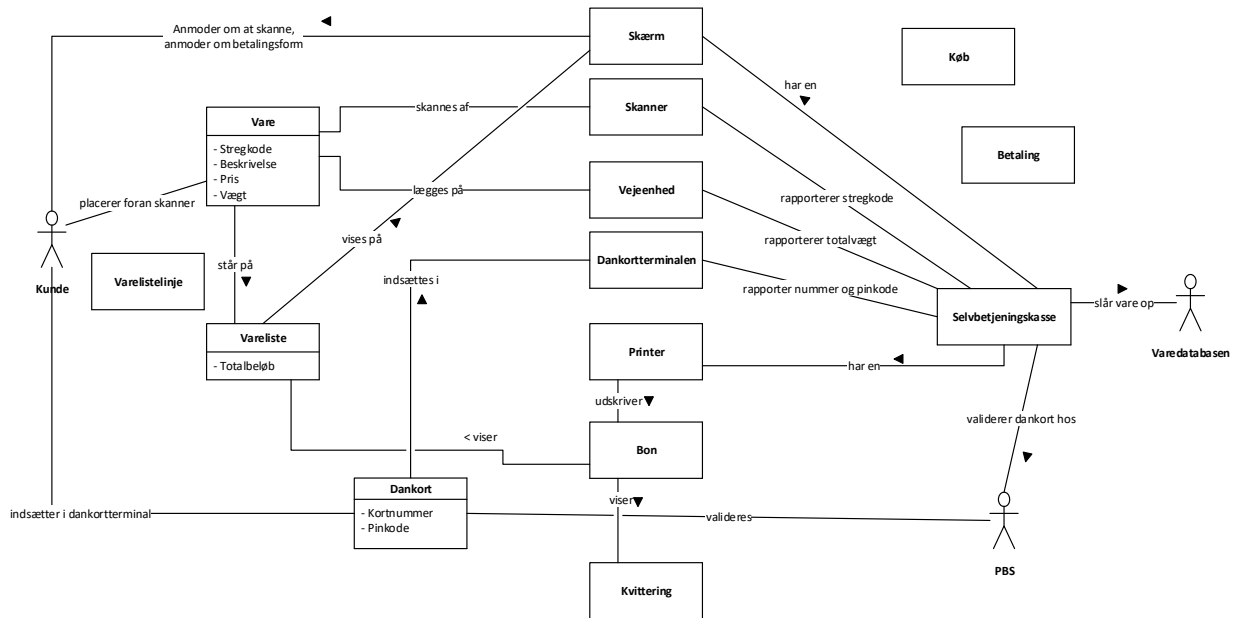 Anmoder om at skanne,
anmoder om betalingsform
Skærm
Køb
har en
Skanner
skannes af
Vare
- Stregkode
- Beskrivelse
- Pris
- Vægt
Betaling
Vejeenhed
lægges på
rapporterer stregkode
placerer foran skanner
vises på
rapporterer totalvægt
Kunde
Varelistelinje
står på
indsættes i
Dankortterminalen
rapporter nummer og pinkode
Selvbetjeningskasse
slår vare op
Varedatabasen
Vareliste
- Totalbeløb
Printer
har en
udskriver
validerer dankort hos
< viser
Bon
Dankort
- Kortnummer
- Pinkode
viser
indsætter i dankortterminal
valideres
PBS
Kvittering